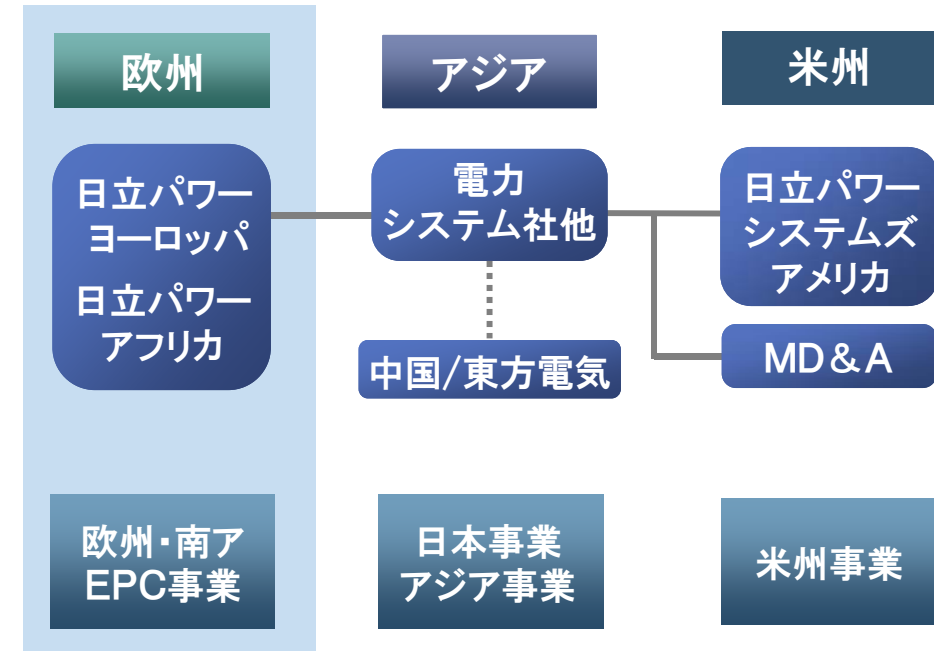 欧州
アジア
米州
日立パワー
ヨーロッパ
日立パワー
アフリカ
電力
システム社他
中国/東方電気
日立パワー
システムズ
アメリカ
MD&A
欧州・南ア
EPC事業
日本事業
アジア事業
米州事業